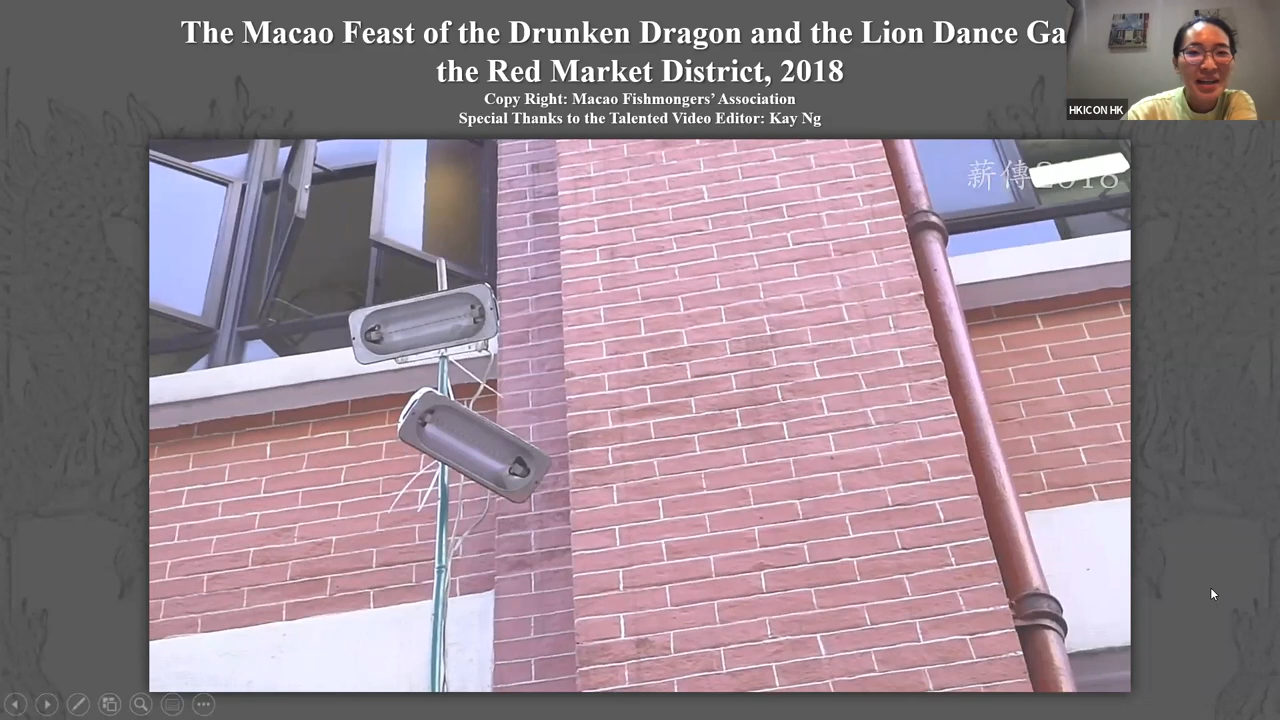 The Macao Feast of the Drunken Dragon and the Lion Dance Ga
the Red Market District, 2018
Copy Right: Macao Fishmongers’ Association
Special Thanks to the Talented Video Editor: Kay Ng
HKICON HK
薪傳2018